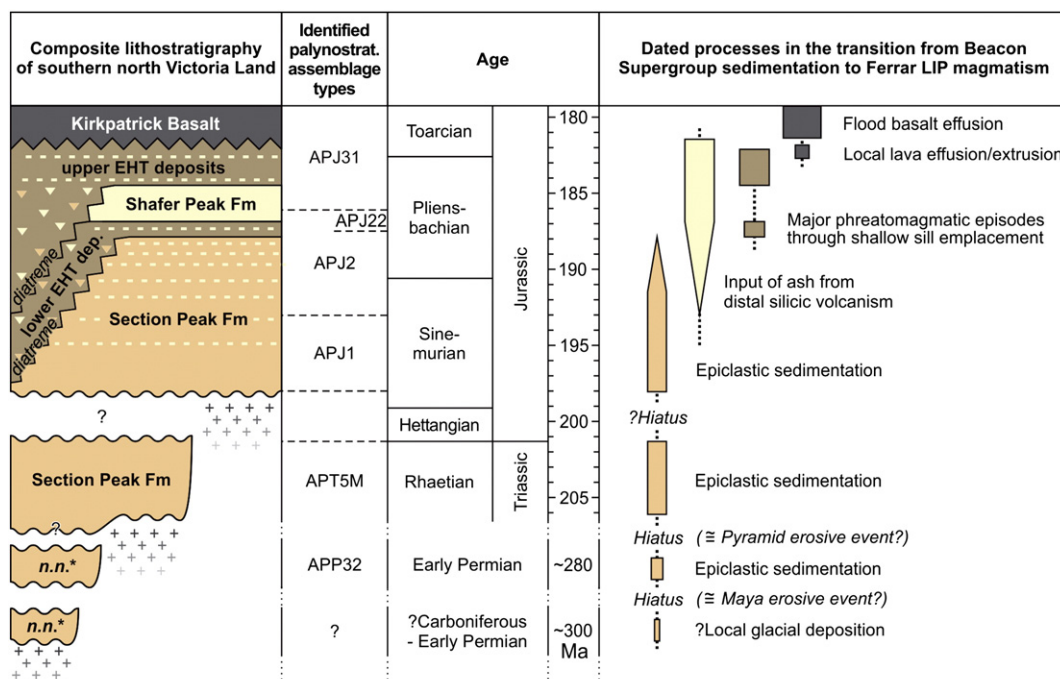 Composite lithostratigraphy
of southern north Victoria Land
Identified
palynostrat.
assemblage
types
Age
Dated processes in the transition from Beacon
Supergroup sedimentation to Ferrar LIP magmatism
Kirkpatrick Basalt
upper EHT deposits
Shafer Peak Fm
diatreme
lower EHT dep.
diatreme
Section Peak Fm
?
Section Peak Fm
?
n.n.*
n.n.*
APJ31
APJ22
APJ2
APJ1
APT5M
APP32
?
Toarcian
Pliens-
bachian
Sine-
murian
Hettangian
Rhaetian
Early Permian
?Carboniferous
- Early Permian
Jurassic
Triassic
180
185
190
195
200
205
~280
~300
Ma
Flood basalt effusion
Local lava effusion/extrusion
Major phreatomagmatic episodes
through shallow sill emplacement
Input of ash from
distal silicic volcanism
Epiclastic sedimentation
?Hiatus
Epiclastic sedimentation
Hiatus (≅ Pyramid erosive event?)
Epiclastic sedimentation
Hiatus (≅ Maya erosive event?)
?Local glacial deposition